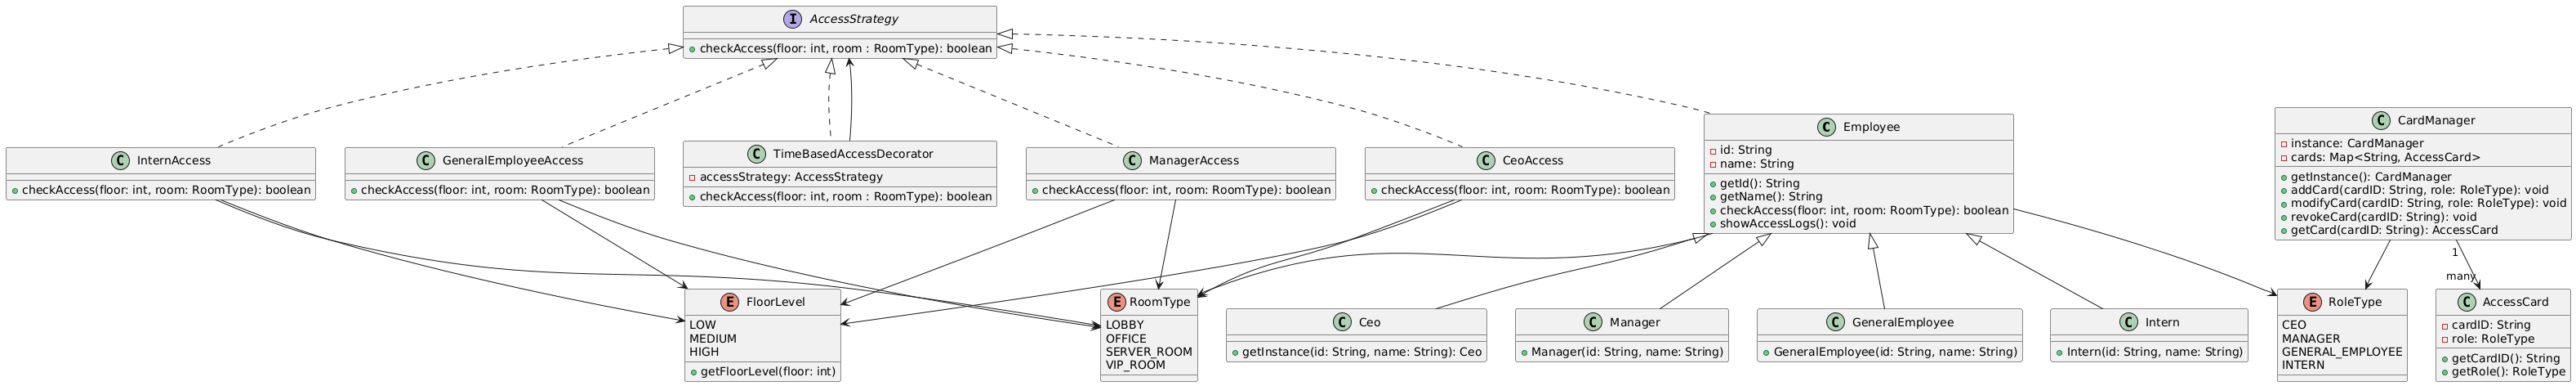 I AccessStrategy
checkAccess(floor: int, room : RoomType): boolean
C InternAccess
checkAccess(floor: int, room: RoomType): boolean
C GeneralEmployeeAccess
checkAccess(floor: int, room: RoomType): boolean
C TimeBasedAccessDecorator
accessStrategy: AccessStrategy
checkAccess(floor: int, room : RoomType): boolean
C ManagerAccess
checkAccess(floor: int, room: RoomType): boolean
C CeoAccess
checkAccess(floor: int, room: RoomType): boolean
C Employee
id: String
name: String
getId(): String
getName(): String
checkAccess(floor: int, room: RoomType): boolean
showAccessLogs(): void
C CardManager
instance: CardManager
cards: Map<String, AccessCard>
getInstance(): CardManager
addCard(cardID: String, role: RoleType): void
modifyCard(cardID: String, role: RoleType): void
revokeCard(cardID: String): void
getCard(cardID: String): AccessCard
1
many
E FloorLevel
LOW
MEDIUM
HIGH
getFloorLevel(floor: int)
E RoomType
LOBBY
OFFICE
SERVER_ROOM
VIP_ROOM
C Ceo
getInstance(id: String, name: String): Ceo
C Manager
Manager(id: String, name: String)
C GeneralEmployee
GeneralEmployee(id: String, name: String)
C Intern
Intern(id: String, name: String)
E RoleType
CEO
MANAGER
GENERAL_EMPLOYEE
INTERN
C AccessCard
cardID: String
role: RoleType
getCardID(): String
getRole(): RoleType